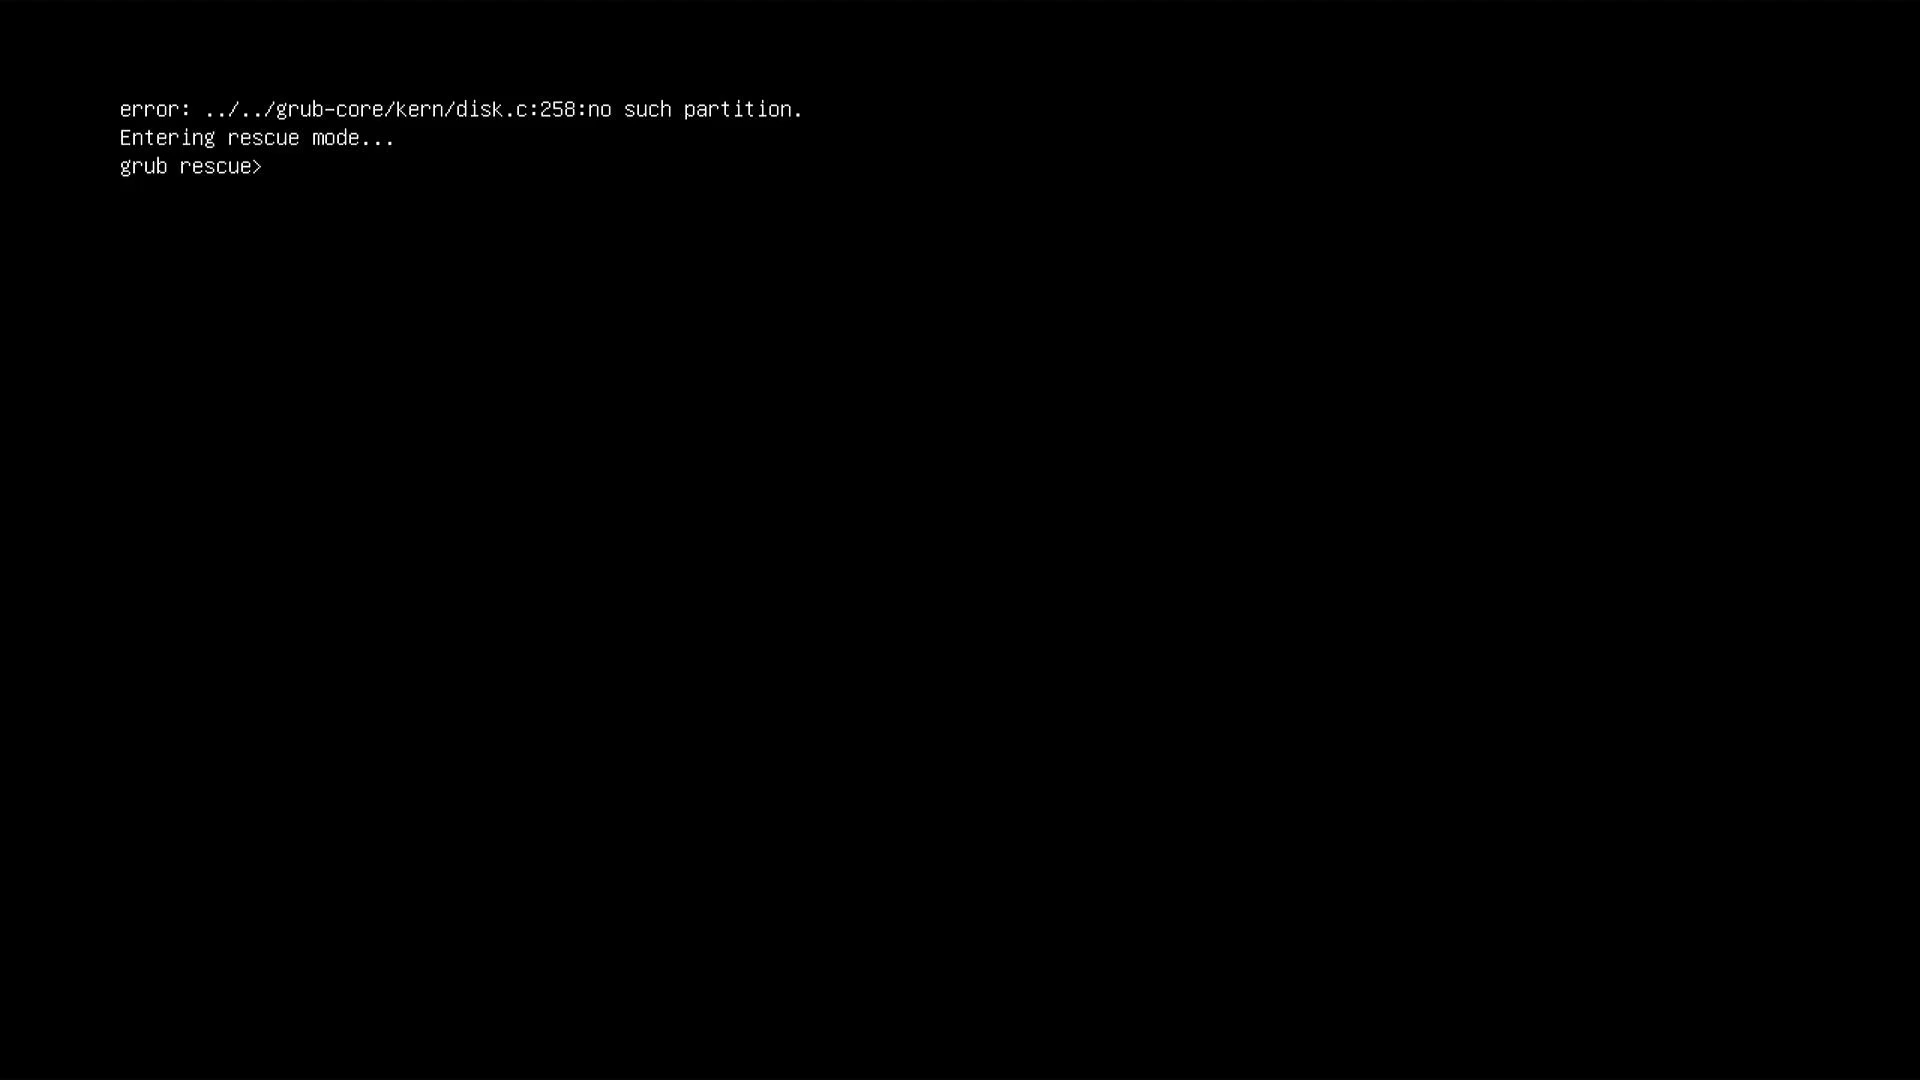 error: ../../grub-core/kern/disk.c:258:no such partition.
Entering rescue mode...
grub rescue>